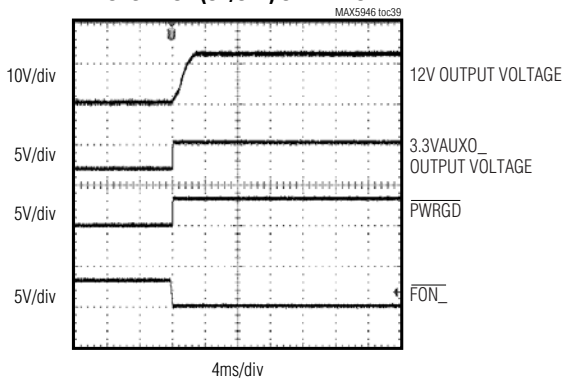 MAX5946 toc39
10V/div
12V OUTPUT VOLTAGE
5V/div
3.3VAUXO_
OUTPUT VOLTAGE
5V/div
PWRGD
5V/div
FON_
4ms/div